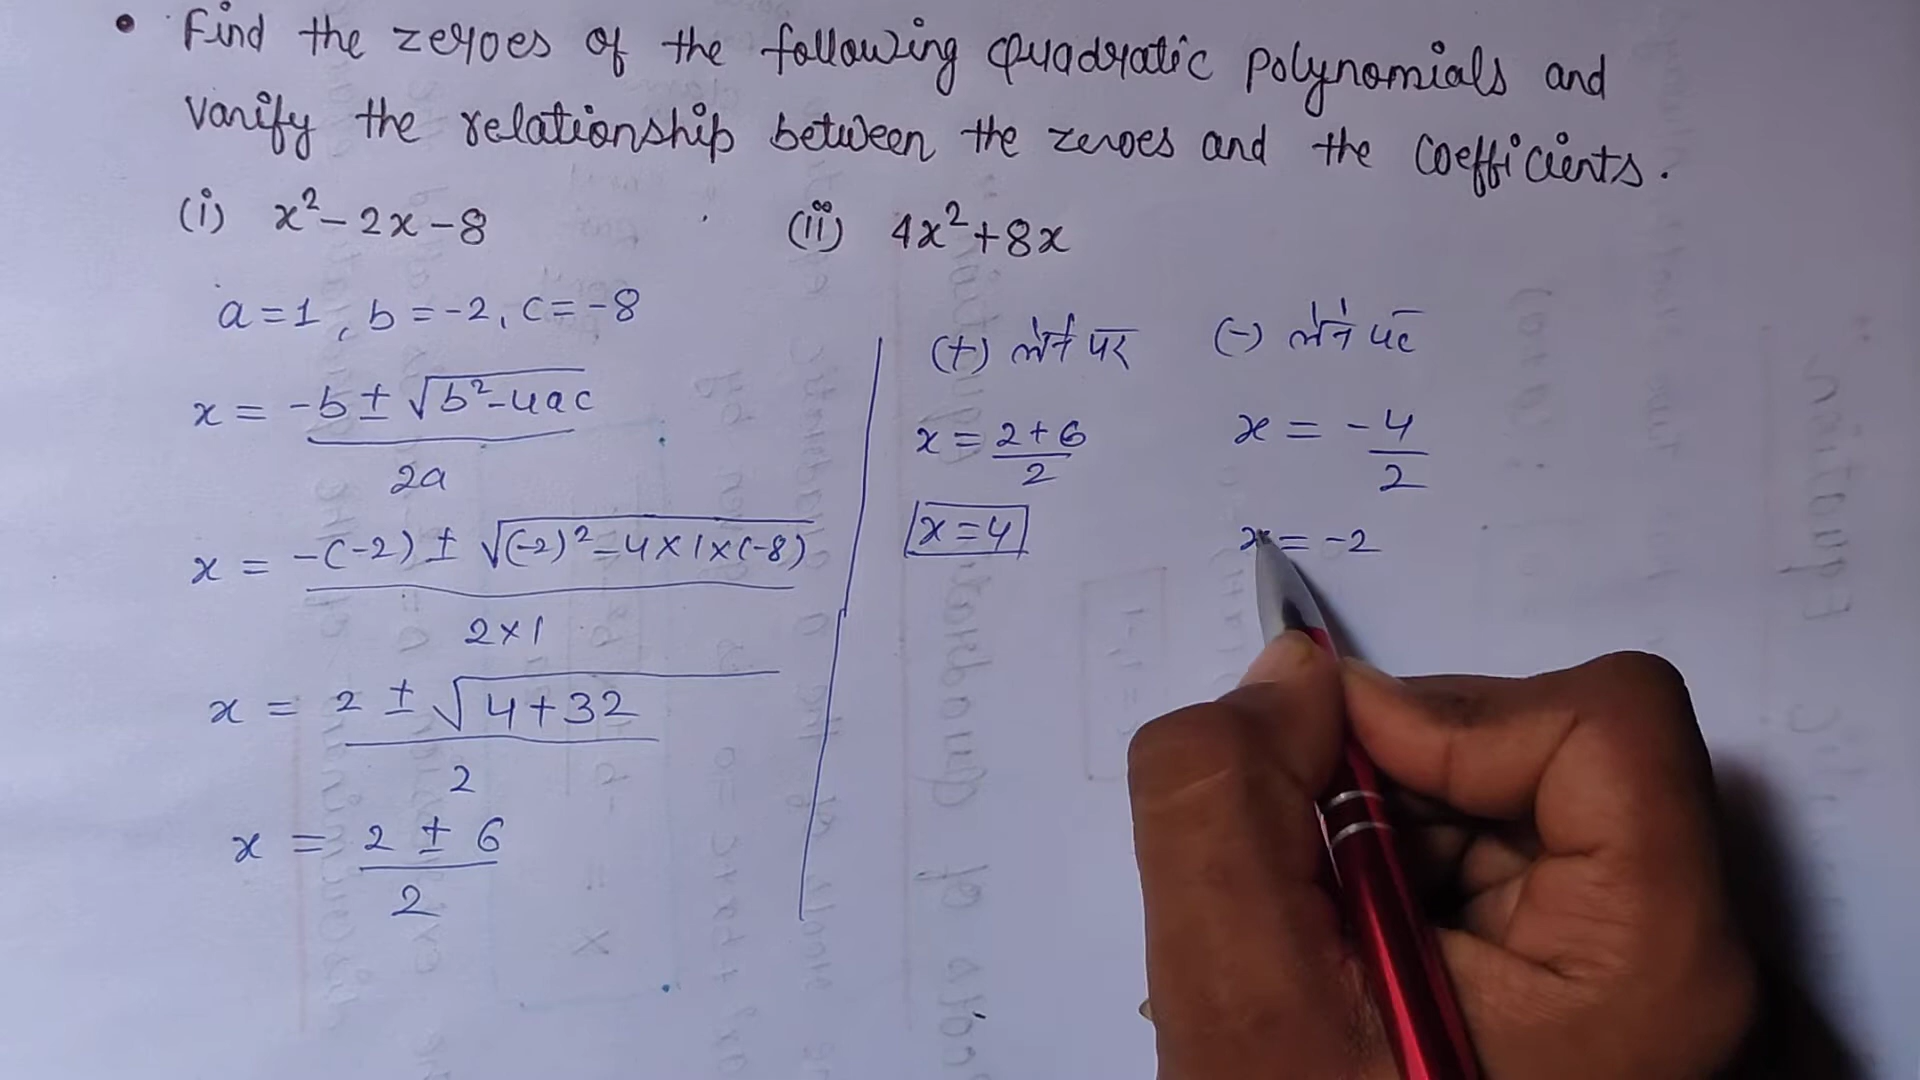 • Find the zeroes of the following quadratic polynomials and
varify the relationship between the zeroes and the coefficients.
(i) x²-2x-8
(ii) 4x²+8x
a=1, b=-2, c=-8
x = -b ± √b²-4ac
2a
x = -(-2) ± √(-2)²-4×1×(-8)
2×1
x = 2 ± √4+32
2
x = 2 ± 6
2
(+) लेने पर
x = 2+6
2
x=4
(-) लेने पर
x = -4
2
x = -2